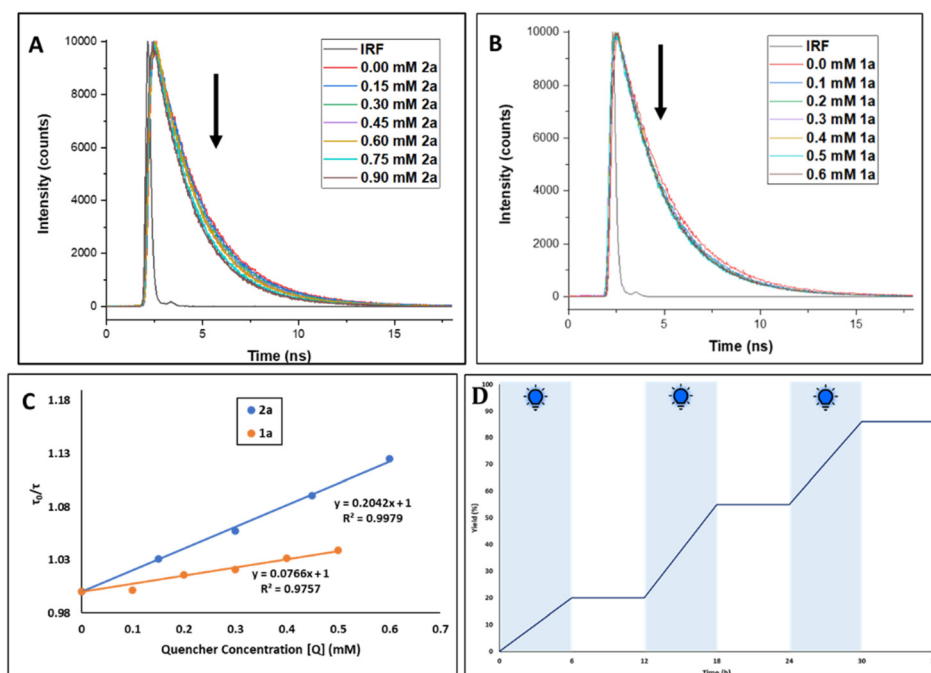 A
10000
8000
6000
4000
2000
0
Intensity (counts)
0
5
10
15
Time (ns)
IRF
0.00 mM 2a
0.15 mM 2a
0.30 mM 2a
0.45 mM 2a
0.60 mM 2a
0.75 mM 2a
0.90 mM 2a
B
10000
8000
6000
4000
2000
0
Intensity (counts)
0
5
10
15
Time (ns)
IRF
0.0 mM 1a
0.1 mM 1a
0.2 mM 1a
0.3 mM 1a
0.4 mM 1a
0.5 mM 1a
0.6 mM 1a
C
1.18
1.13
1.08
1.03
0.98
τ₀/τ
2a
1a
y = 0.2042x + 1
R² = 0.9979
y = 0.0766x + 1
R² = 0.9757
0
0.1
0.2
0.3
0.4
0.5
0.6
0.7
Quencher Concentration [Q] (mM)
D
100
90
80
70
60
50
40
30
20
10
0
Yield (%)
0
6
12
18
24
30